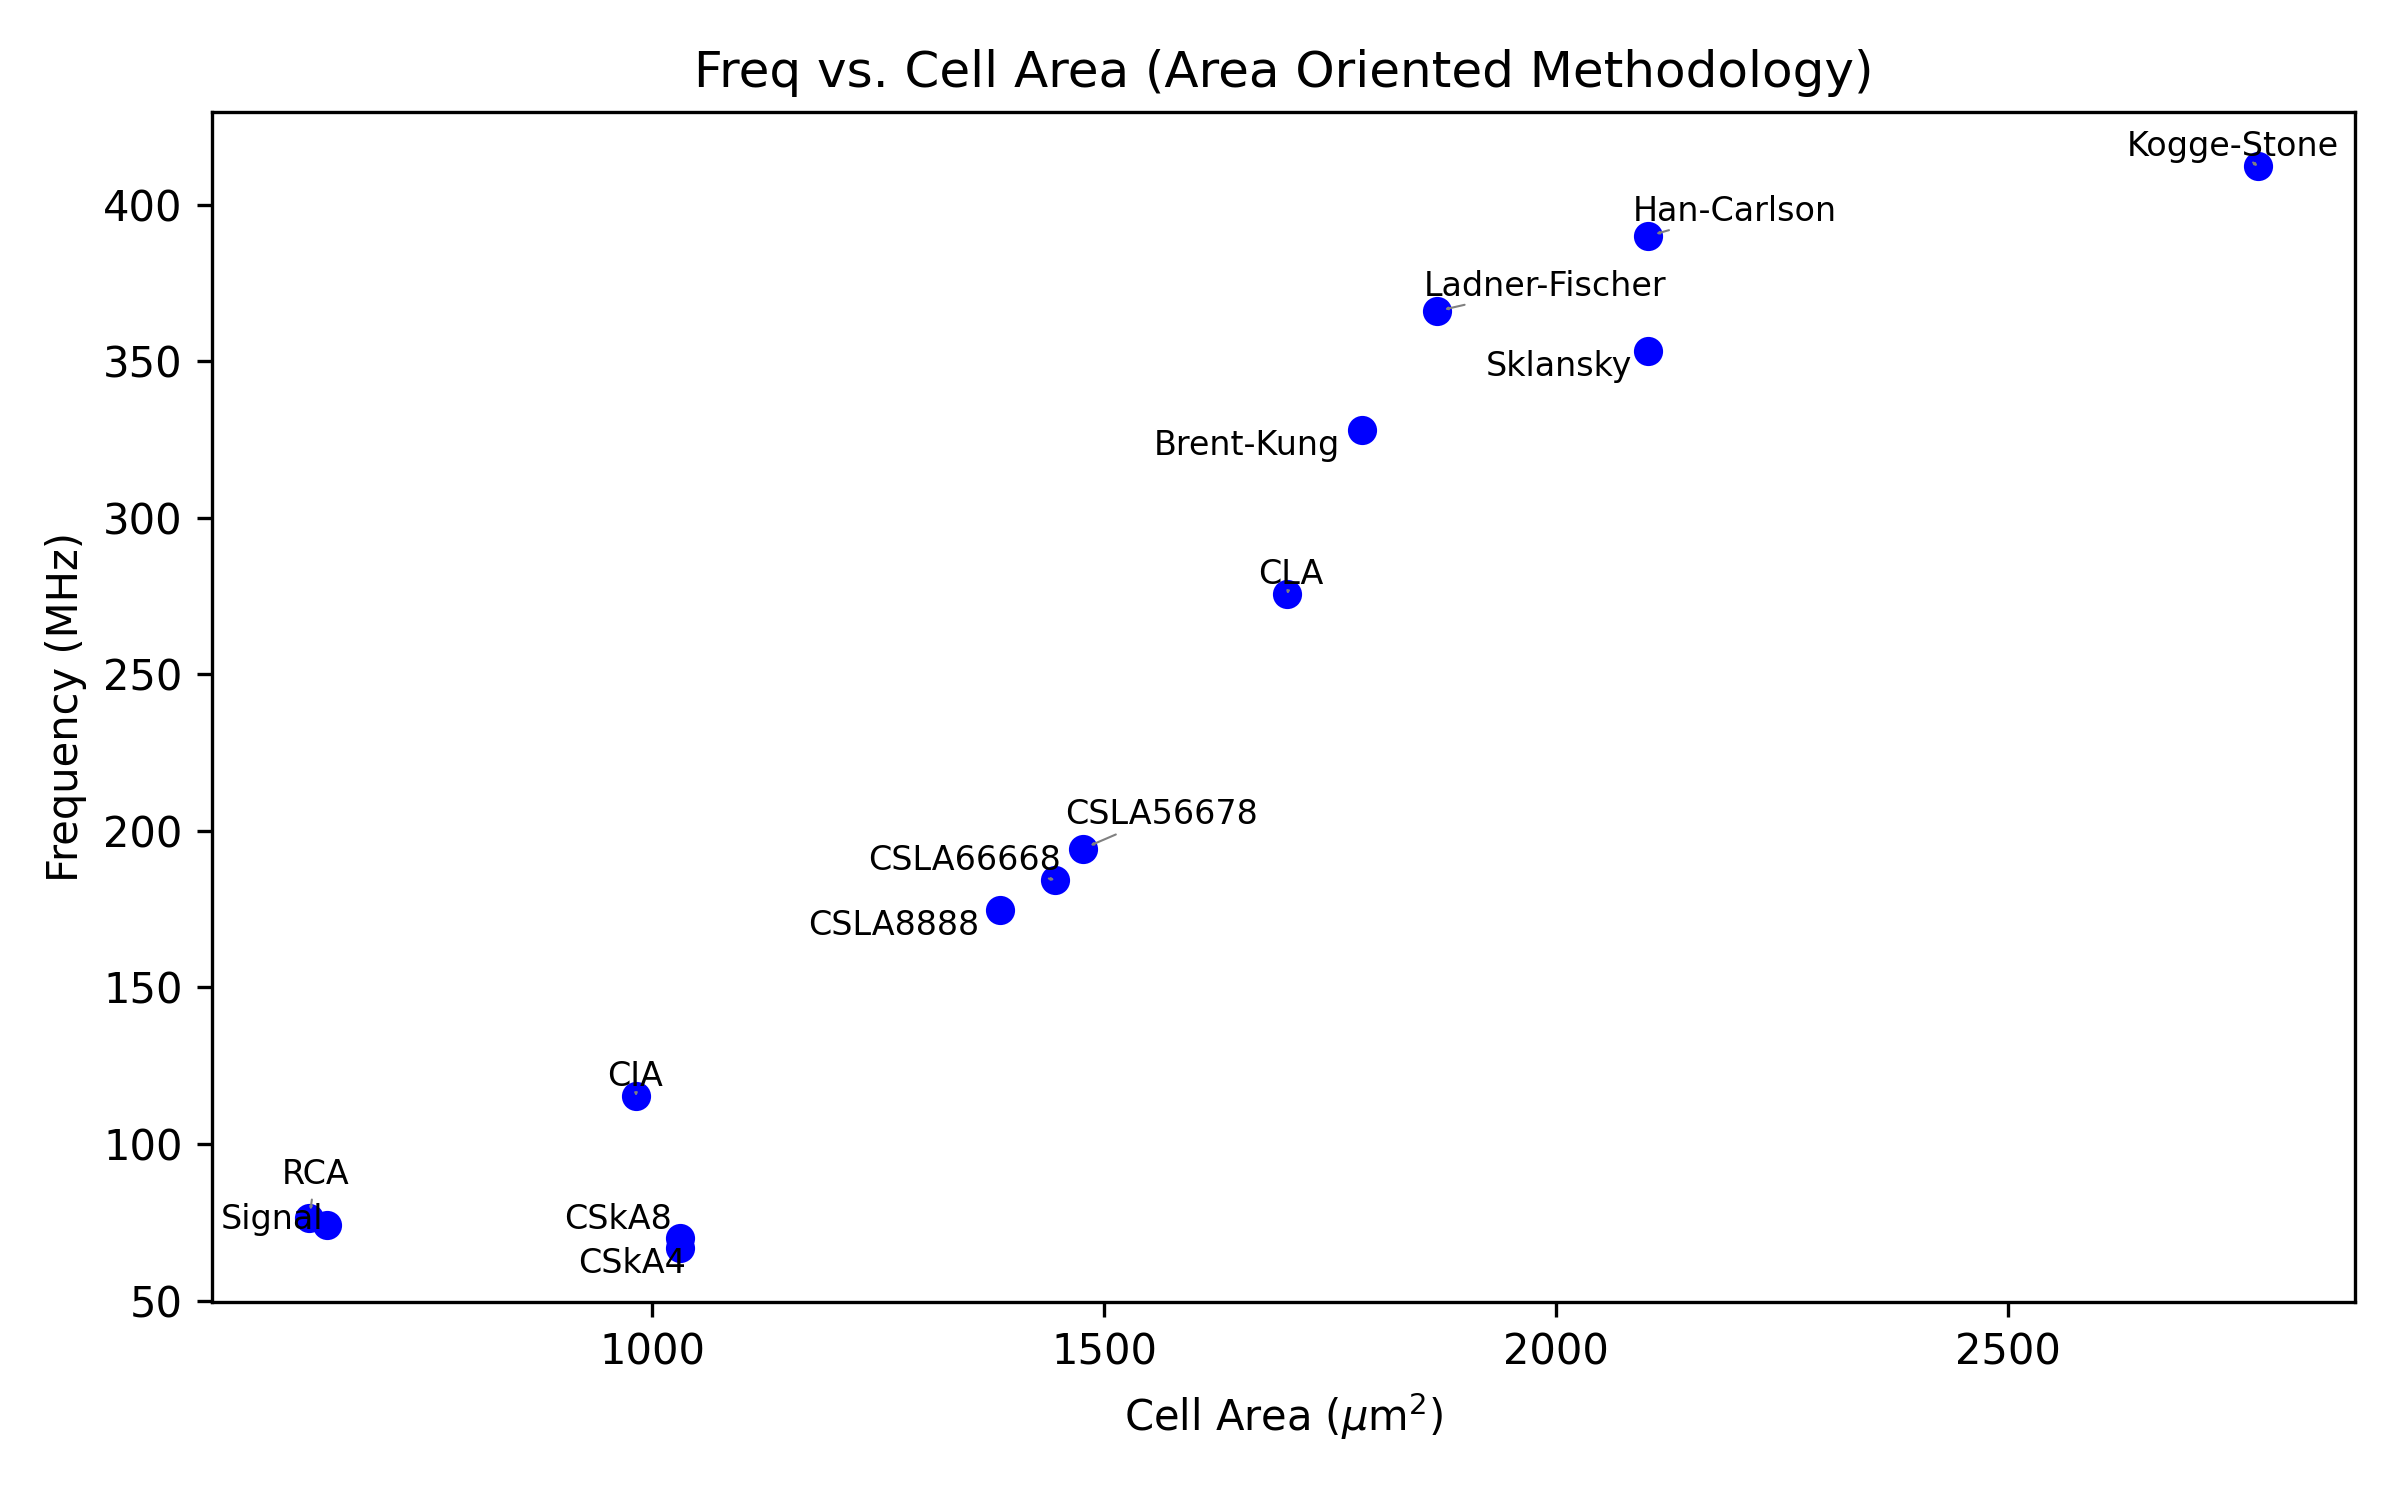 Freq vs. Cell Area (Area Oriented Methodology)
Kogge-Stone
400
Han-Carlson
Ladner-Fischer
350
Sklansky
Brent-Kung
300
CLA
250
Frequency (MHz)
200
CSLA56678
CSLA66668
CSLA8888
150
CIA
100
RCA
Signal
CSkA8
CSkA4
50
1000 1500 2000 2500
Cell Area (μm²)